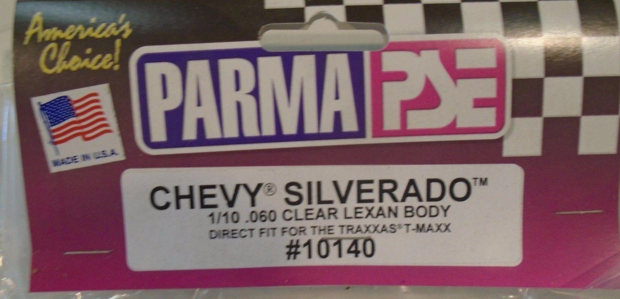 America's
Choice!
PARMA PSE
MADE IN U.S.A.
CHEVY® SILVERADO™
1/10 .060 CLEAR LEXAN BODY
DIRECT FIT FOR THE TRAXXAS® T-MAXX
#10140